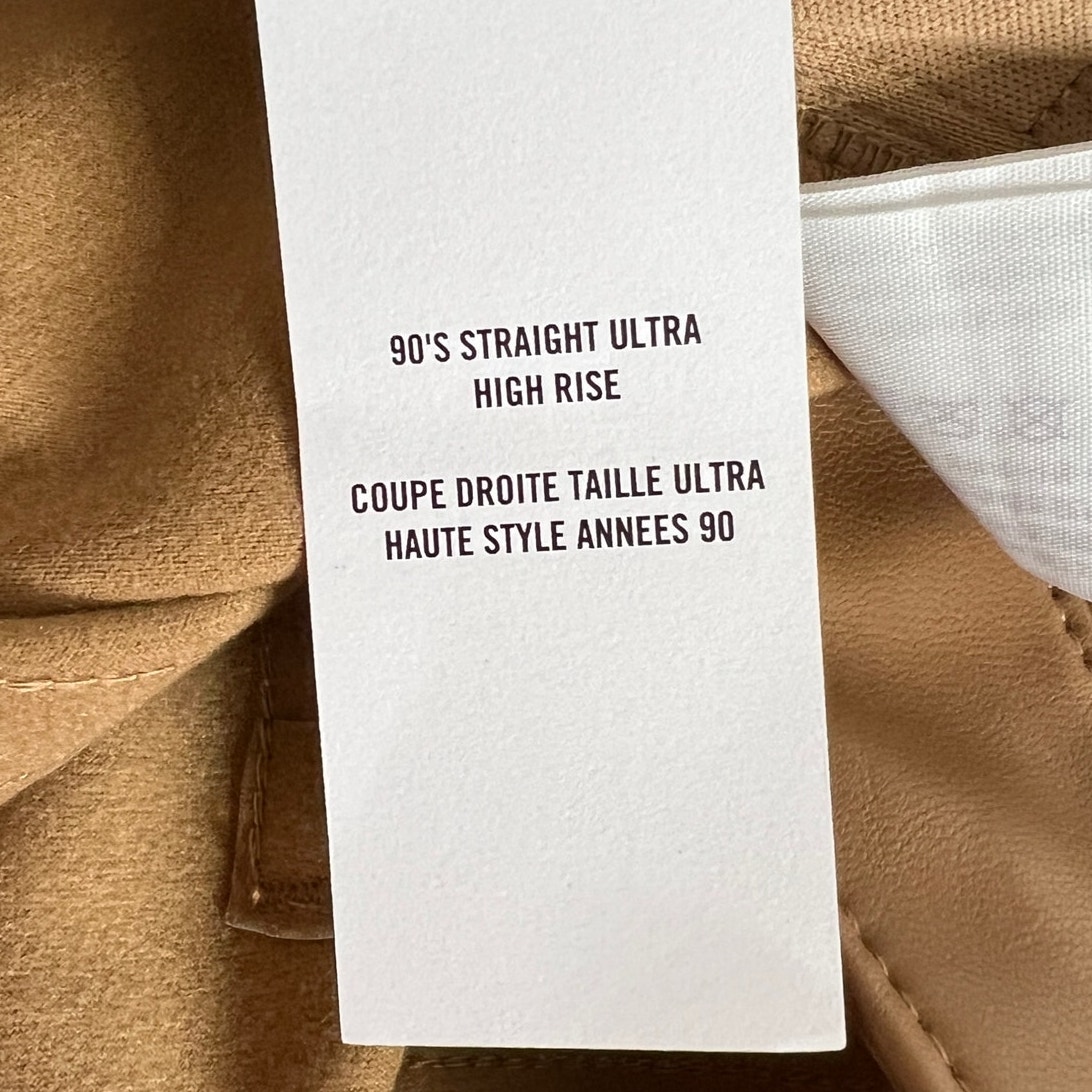 90'S STRAIGHT ULTRA
HIGH RISE
COUPE DROITE TAILLE ULTRA
HAUTE STYLE ANNEES 90